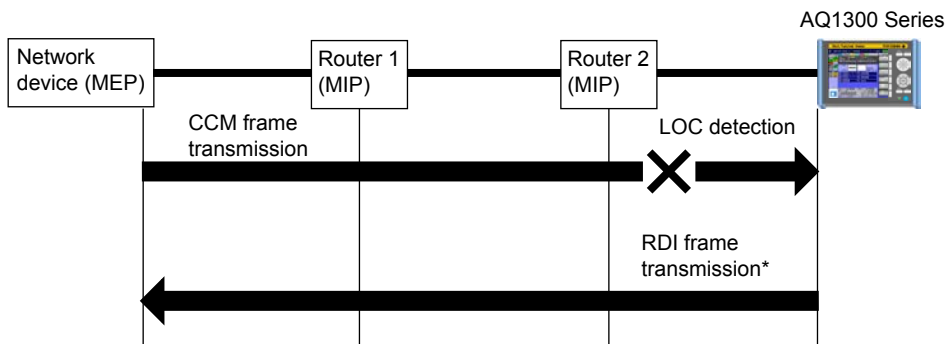 AQ1300 Series
Network
device (MEP)
Router 1
(MIP)
Router 2
(MIP)
CCM frame
transmission
LOC detection
RDI frame
transmission*